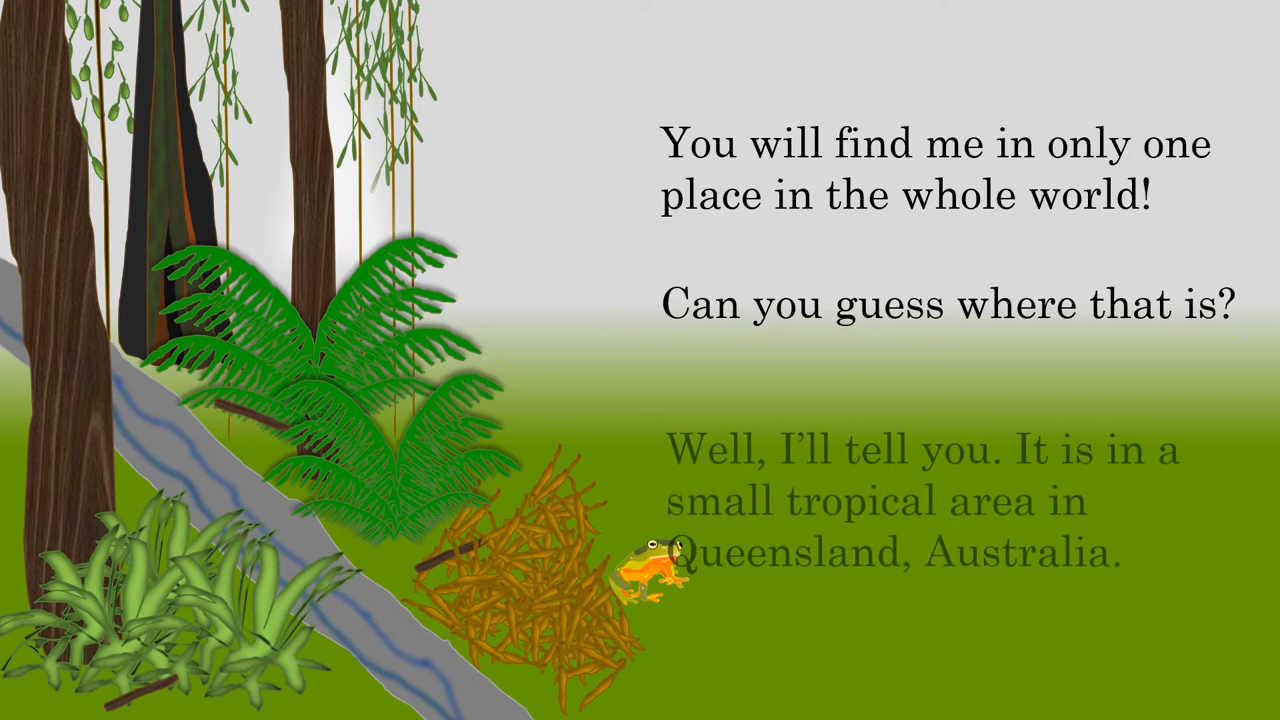 You will find me in only one
place in the whole world!
Can you guess where that is?
Well, I’ll tell you. It is in a
small tropical area in
Queensland, Australia.